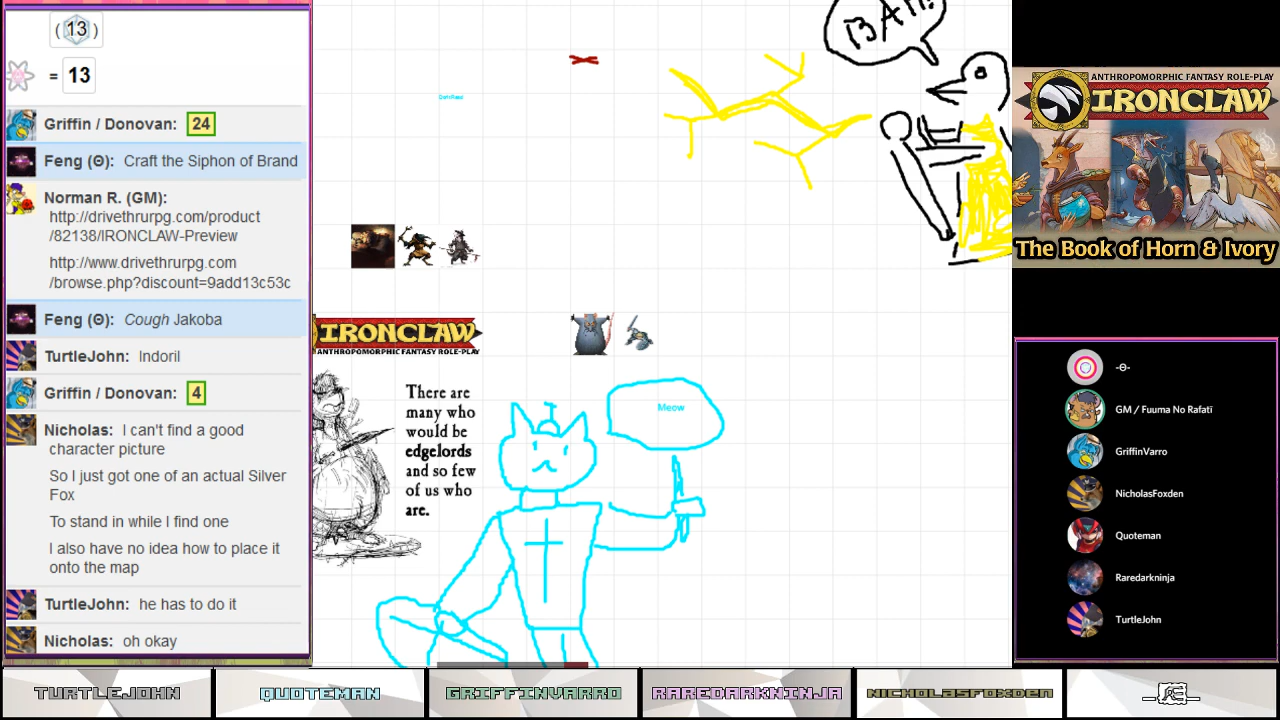 (13)
= 13
Griffin / Donovan: 24
Feng (Θ): Craft the Siphon of Brand
Norman R. (GM):
http://drivethrurpg.com/product
/82138/IRONCLAW-Preview
http://www.drivethrurpg.com
/browse.php?discount=9add13c53c
Feng (Θ): Cough Jakoba
TurtleJohn: Indoril
Griffin / Donovan: 4
Nicholas: I can't find a good
character picture
So I just got one of an actual Silver
Fox
To stand in while I find one
I also have no idea how to place it
onto the map
TurtleJohn: he has to do it
Nicholas: oh okay
BAM!
IRONCLAW
ANTHROPOMORPHIC FANTASY ROLE-PLAY
There are
many who
would be
edgelords
and so few
of us who
are.
Meow
ANTHROPOMORPHIC FANTASY ROLE-PLAY
IRONCLAW
The Book of Horn & Ivory
-Θ-
GM / Fuuma No Rafati
GriffinVarro
NicholasFoxden
Quoteman
Raredarkninja
TurtleJohn
TURTLEJOHN
QUOTEMAN
GRIFFINVARRO
RAREDARKNINJA
NICHOLASFOXDEN